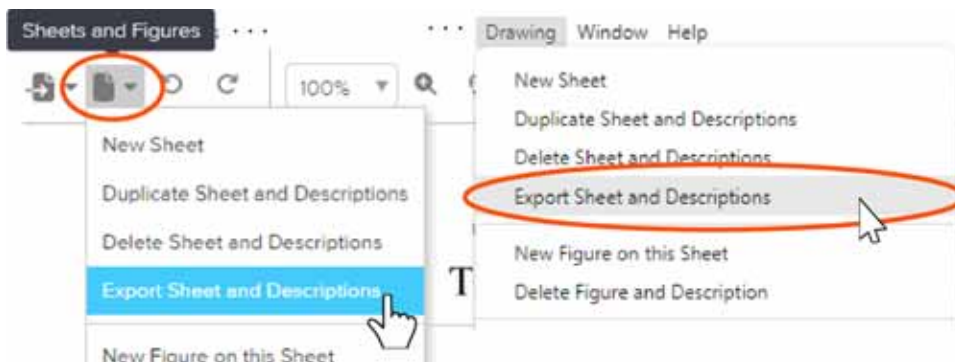 Sheets and Figures
100%
New Sheet
Duplicate Sheet and Descriptions
Delete Sheet and Descriptions
Export Sheet and Descriptions
New Figure on this Sheet
T
Drawing Window Help
New Sheet
Duplicate Sheet and Descriptions
Delete Sheet and Descriptions
Export Sheet and Descriptions
New Figure on this Sheet
Delete Figure and Description